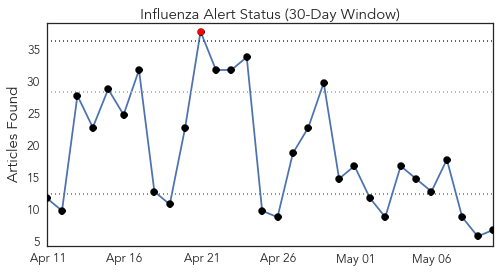 Influenza Alert Status (30-Day Window)
Articles Found
35
30
25
20
15
10
5
Apr 11
Apr 16
Apr 21
Apr 26
May 01
May 06